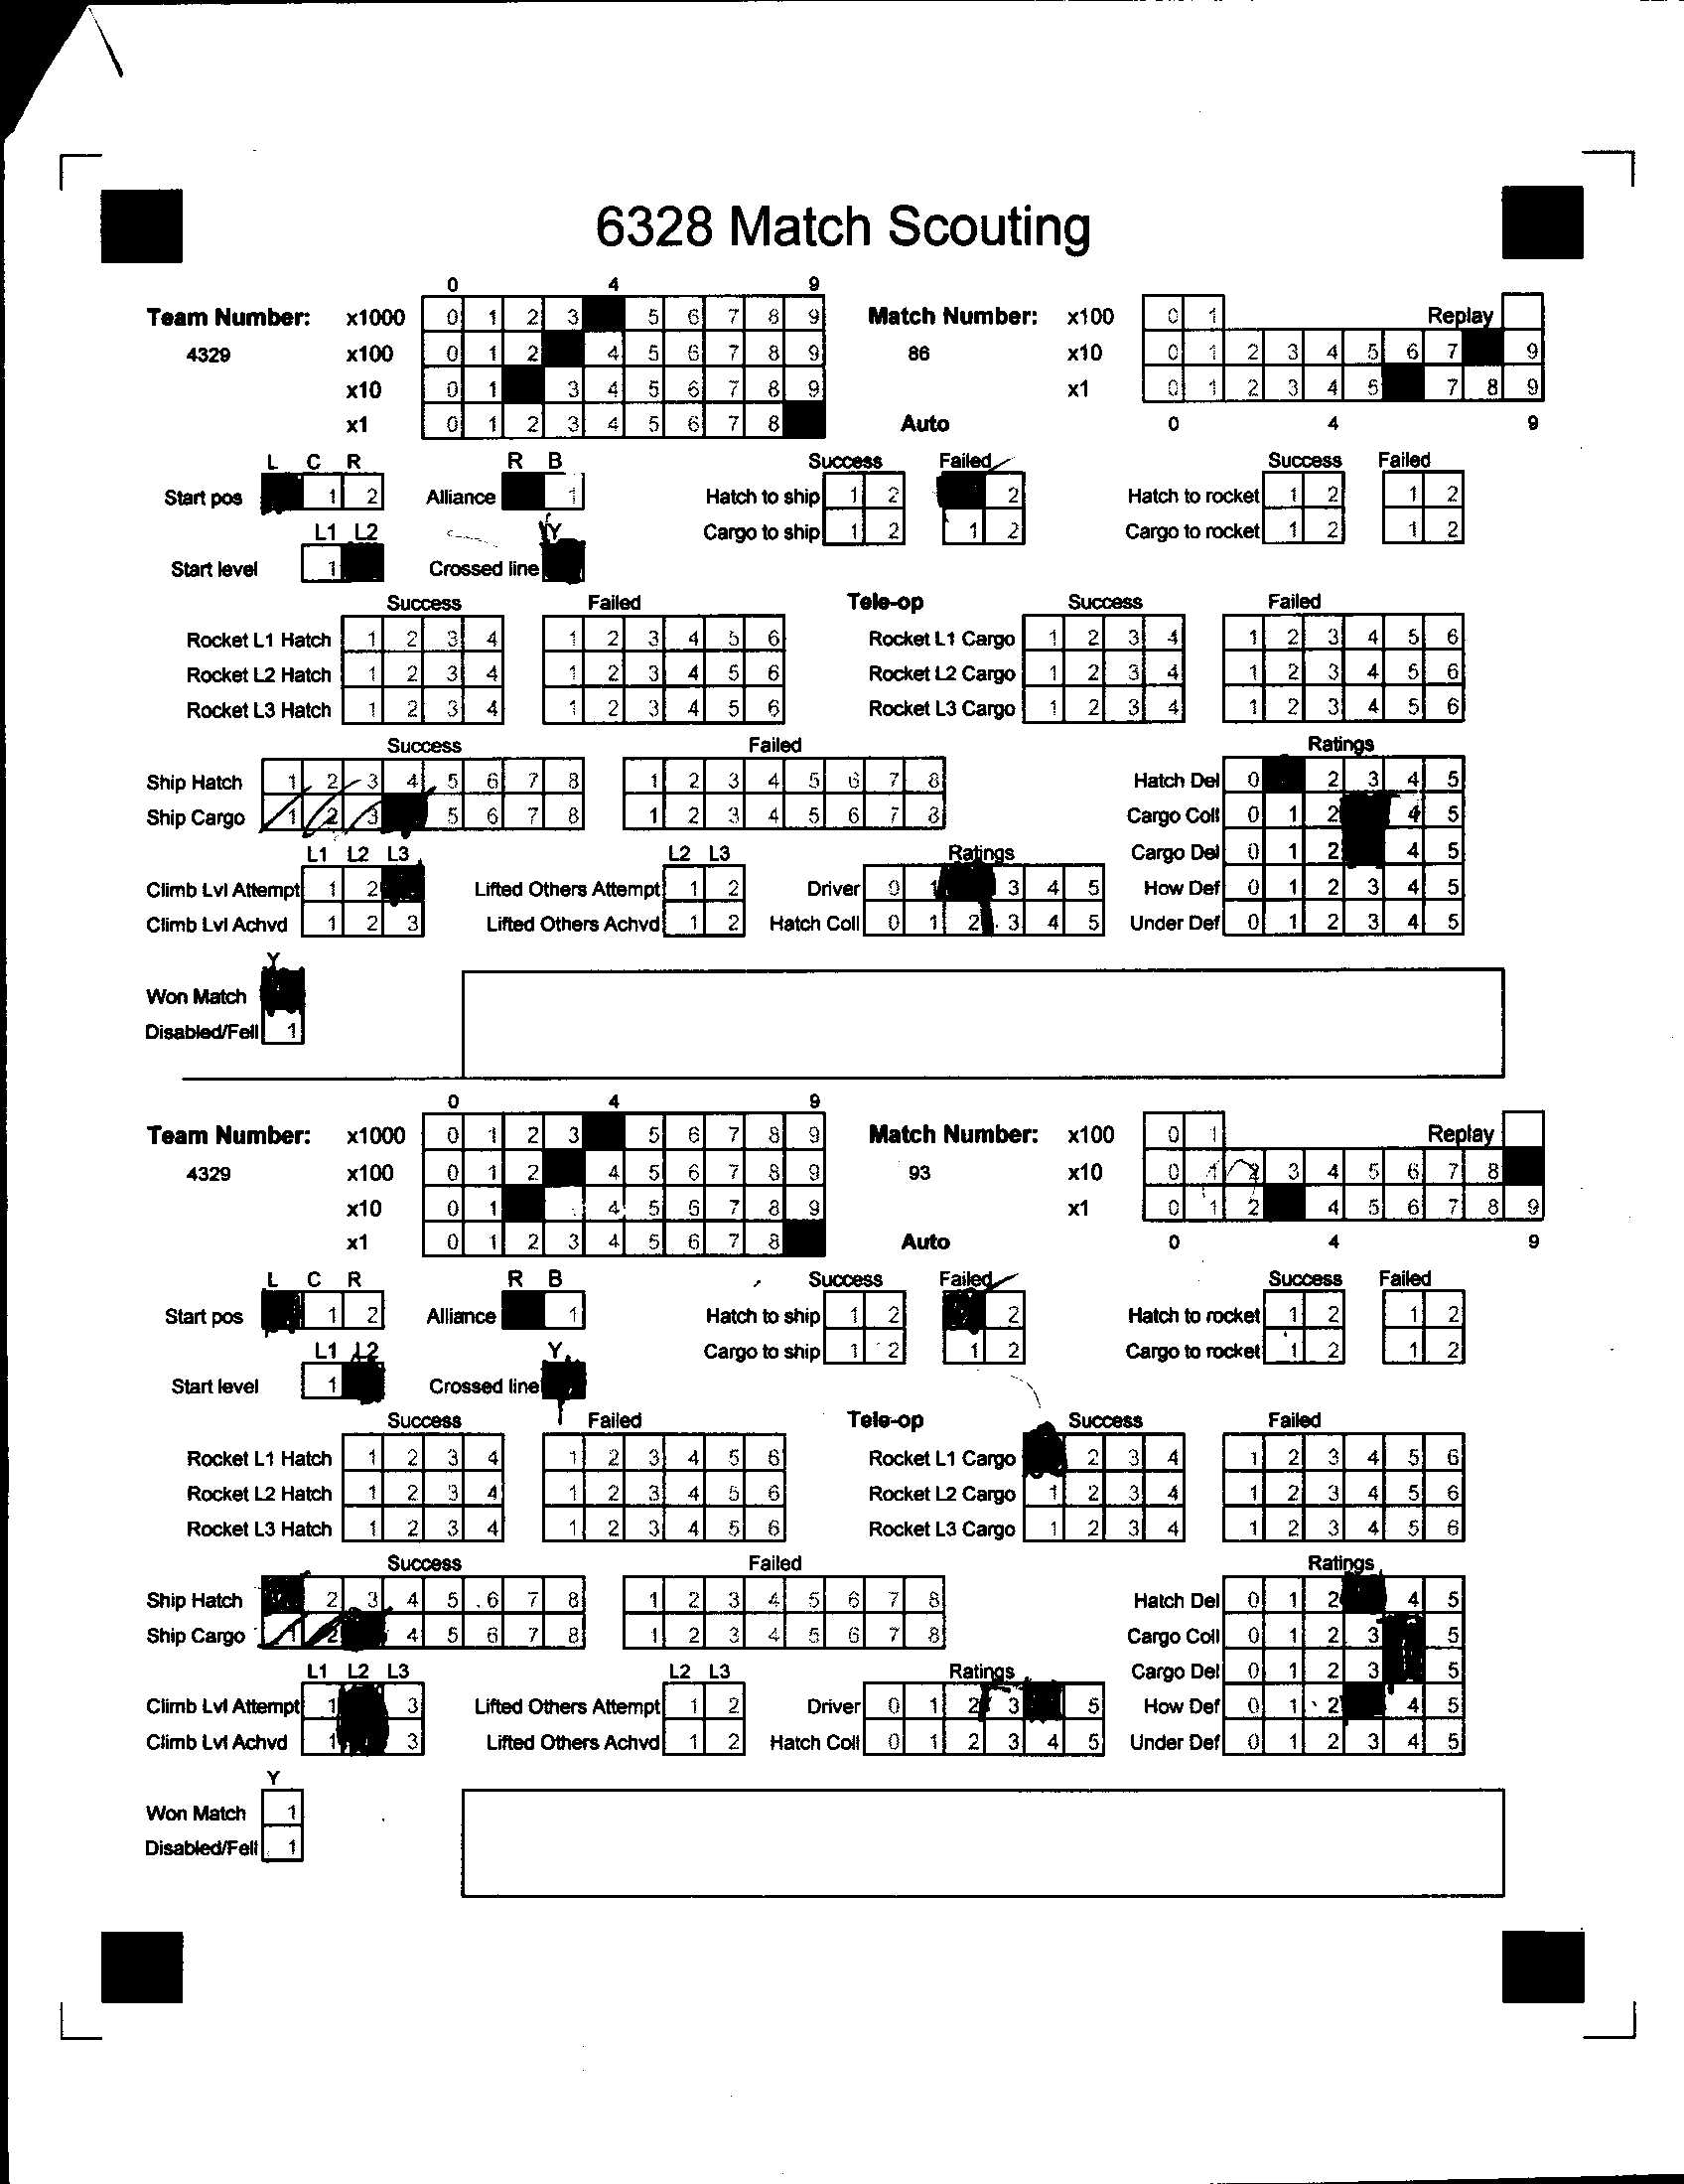 6328 Match Scouting
0 4 9
Team Number: x1000 0 1 2 3 5 6 7 8 9 Match Number: x100 0 1 Replay
4329 x100 0 1 2 4 5 6 7 8 9 86 x10 0 1 2 3 4 5 6 7 9
x10 0 1 3 4 5 6 7 8 9 x1 0 1 2 3 4 5 7 8 9
x1 0 1 2 3 4 5 6 7 8 Auto 0 4 9
L C R R B Success Failed Success Failed
Start pos 1 2 Alliance 1 Hatch to ship 1 2 2 Hatch to rocket 1 2 1 2
L1 L2 Y Cargo to ship 1 2 1 2 Cargo to rocket 1 2 1 2
Start level 1 Crossed line
Success Failed Tele-op Success Failed
Rocket L1 Hatch 1 2 3 4 1 2 3 4 5 6 Rocket L1 Cargo 1 2 3 4 1 2 3 4 5 6
Rocket L2 Hatch 1 2 3 4 1 2 3 4 5 6 Rocket L2 Cargo 1 2 3 4 1 2 3 4 5 6
Rocket L3 Hatch 1 2 3 4 1 2 3 4 5 6 Rocket L3 Cargo 1 2 3 4 1 2 3 4 5 6
Success Failed Ratings
Ship Hatch 1 2 3 4 5 6 7 8 1 2 3 4 5 6 7 8 Hatch Del 0 2 3 4 5
Ship Cargo 1 2 3 5 6 7 8 1 2 3 4 5 6 7 8 Cargo Coll 0 1 2 4 5
L1 L2 L3 L2 L3 Ratings Cargo Del 0 1 2 4 5
Climb Lvl Attempt 1 2 Lifted Others Attempt 1 2 Driver 0 1 3 4 5 How Def 0 1 2 3 4 5
Climb Lvl Achvd 1 2 3 Lifted Others Achvd 1 2 Hatch Coll 0 1 2 3 4 5 Under Def 0 1 2 3 4 5
Y
Won Match
Disabled/Fell 1
0 4 9
Team Number: x1000 0 1 2 3 5 6 7 8 9 Match Number: x100 0 1 Replay
4329 x100 0 1 2 4 5 6 7 8 9 93 x10 0 1 2 3 4 5 6 7 8
x10 0 1 4 5 6 7 8 9 x1 0 1 2 4 5 6 7 8 9
x1 0 1 2 3 4 5 6 7 8 Auto 0 4 9
L C R R B Success Failed Success Failed
Start pos 1 2 Alliance 1 Hatch to ship 1 2 2 Hatch to rocket 1 2 1 2
L1 L2 Y Cargo to ship 1 2 1 2 Cargo to rocket 1 2 1 2
Start level 1 Crossed line
Success Failed Tele-op Success Failed
Rocket L1 Hatch 1 2 3 4 1 2 3 4 5 6 Rocket L1 Cargo 2 3 4 1 2 3 4 5 6
Rocket L2 Hatch 1 2 3 4 1 2 3 4 5 6 Rocket L2 Cargo 1 2 3 4 1 2 3 4 5 6
Rocket L3 Hatch 1 2 3 4 1 2 3 4 5 6 Rocket L3 Cargo 1 2 3 4 1 2 3 4 5 6
Success Failed Ratings
Ship Hatch 2 3 4 5 6 7 8 1 2 3 4 5 6 7 8 Hatch Del 0 1 2 4 5
Ship Cargo 1 2 4 5 6 7 8 1 2 3 4 5 6 7 8 Cargo Coll 0 1 2 3 5
L1 L2 L3 L2 L3 Ratings Cargo Del 0 1 2 3 5
Climb Lvl Attempt 1 3 Lifted Others Attempt 1 2 Driver 0 1 2 3 5 How Def 0 1 2 4 5
Climb Lvl Achvd 1 3 Lifted Others Achvd 1 2 Hatch Coll 0 1 2 3 4 5 Under Def 0 1 2 3 4 5
Y
Won Match 1
Disabled/Fell 1